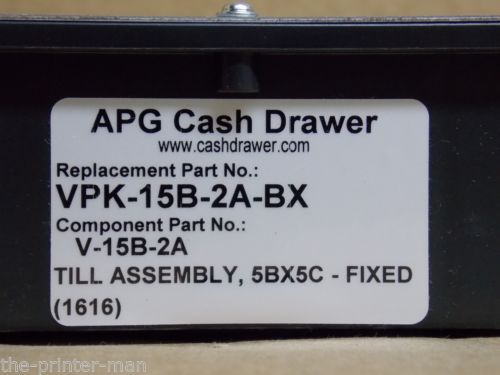 APG Cash Drawer
www.cashdrawer.com
Replacement Part No.:
VPK-15B-2A-BX
Component Part No.:
V-15B-2A
TILL ASSEMBLY, 5BX5C - FIXED
(1616)
the-printer-man